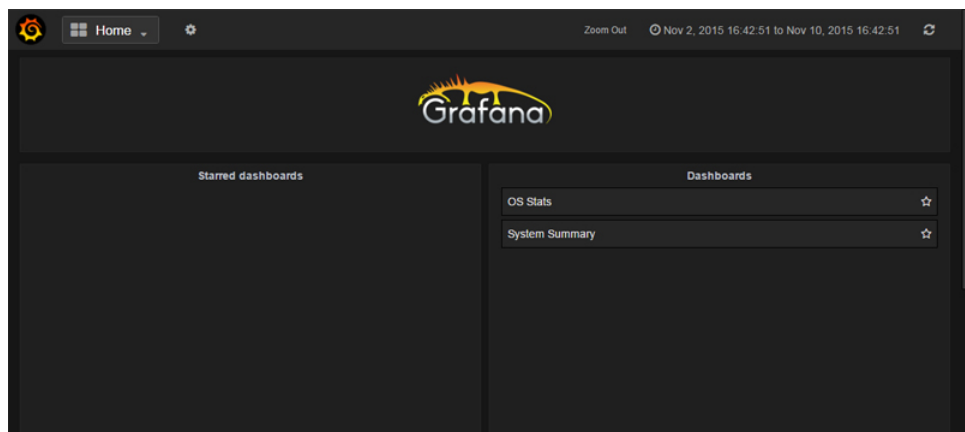 Home
Zoom Out
Nov 2, 2015 16:42:51 to Nov 10, 2015 16:42:51
Grafana
Starred dashboards
Dashboards
OS Stats
System Summary